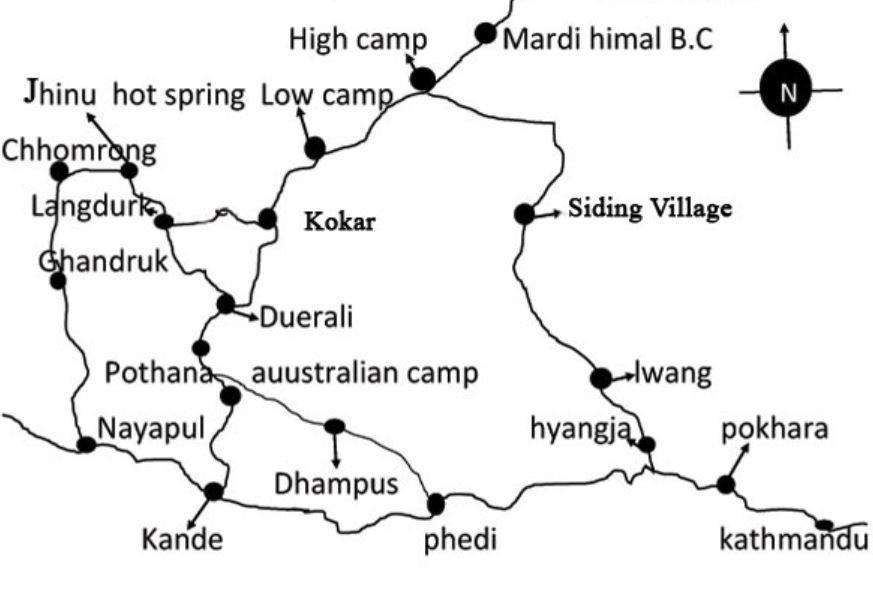 High camp
Mardi himal B.C
N
Jhinu hot spring
Low camp
Chhomrong
Langdurk
Kokar
Siding Village
Ghandruk
Duerali
Pothana
auustralian camp
lwang
Nayapul
hyangja
pokhara
Dhampus
Kande
phedi
kathmandu